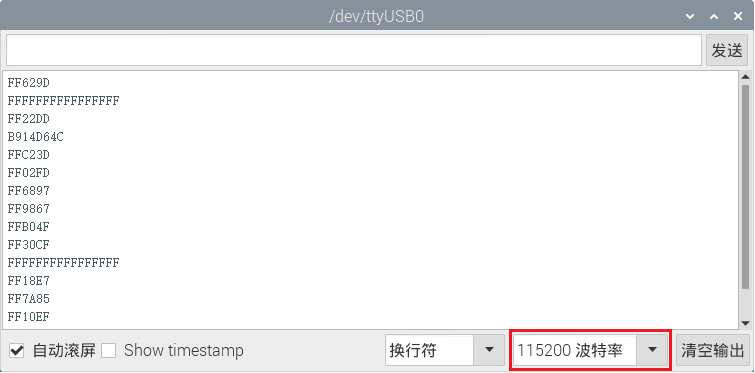 /dev/ttyUSB0
发送
FF629D
FFFFFFFFFFFFFFFF
FF22DD
B914D64C
FFC23D
FF02FD
FF6897
FF9867
FFB04F
FF30CF
FFFFFFFFFFFFFFFF
FF18E7
FF7A85
FF10EF
自动滚屏 Show timestamp 换行符 115200 波特率 清空输出